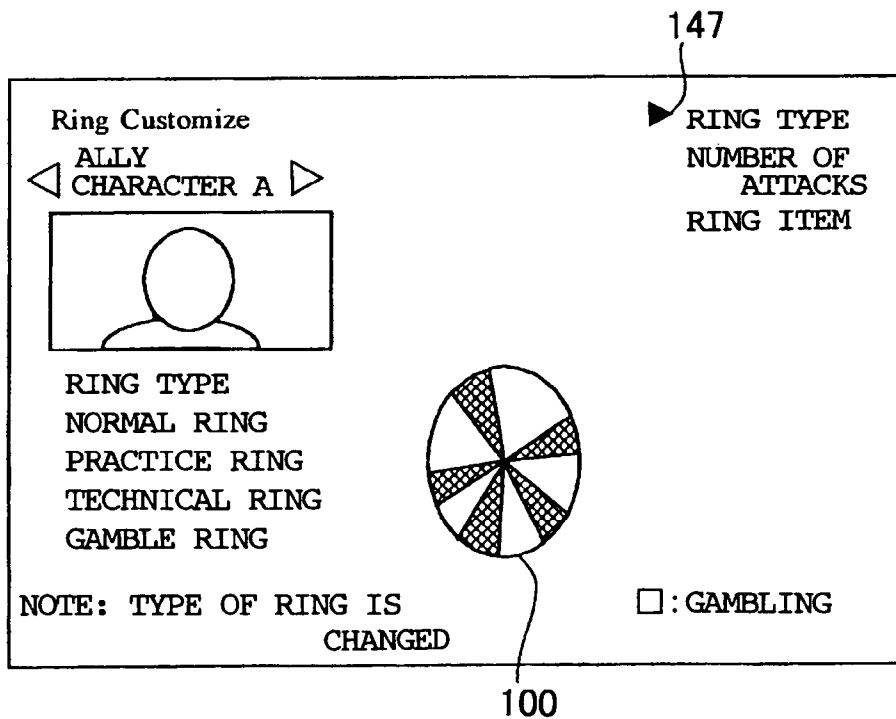 147
Ring Customize
ALLY
CHARACTER A
RING TYPE
NUMBER OF
ATTACKS
RING ITEM
RING TYPE
NORMAL RING
PRACTICE RING
TECHNICAL RING
GAMBLE RING
NOTE: TYPE OF RING IS
CHANGED
□:GAMBLING
100